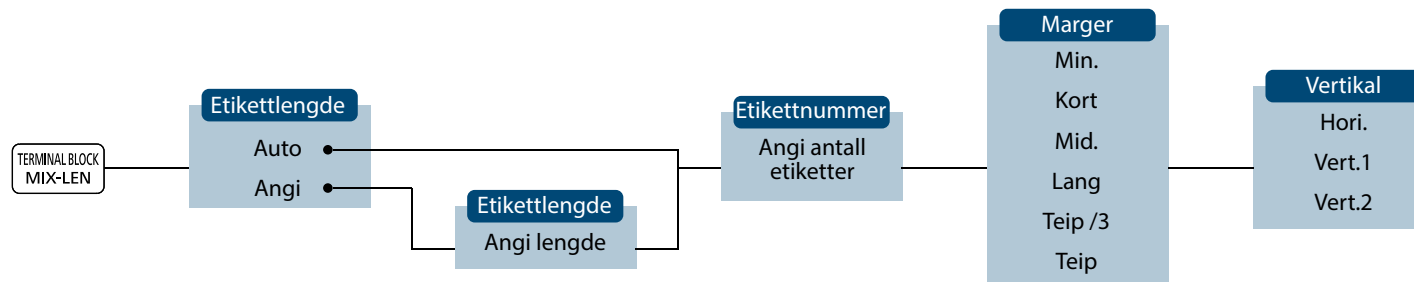 TERMINAL BLOCK
MIX-LEN
Etikettlengde
Auto
Angi
Etikettlengde
Angi lengde
Etikettnummer
Angi antall
etiketter
Marger
Min.
Kort
Mid.
Lang
Teip /3
Teip
Vertikal
Hori.
Vert.1
Vert.2